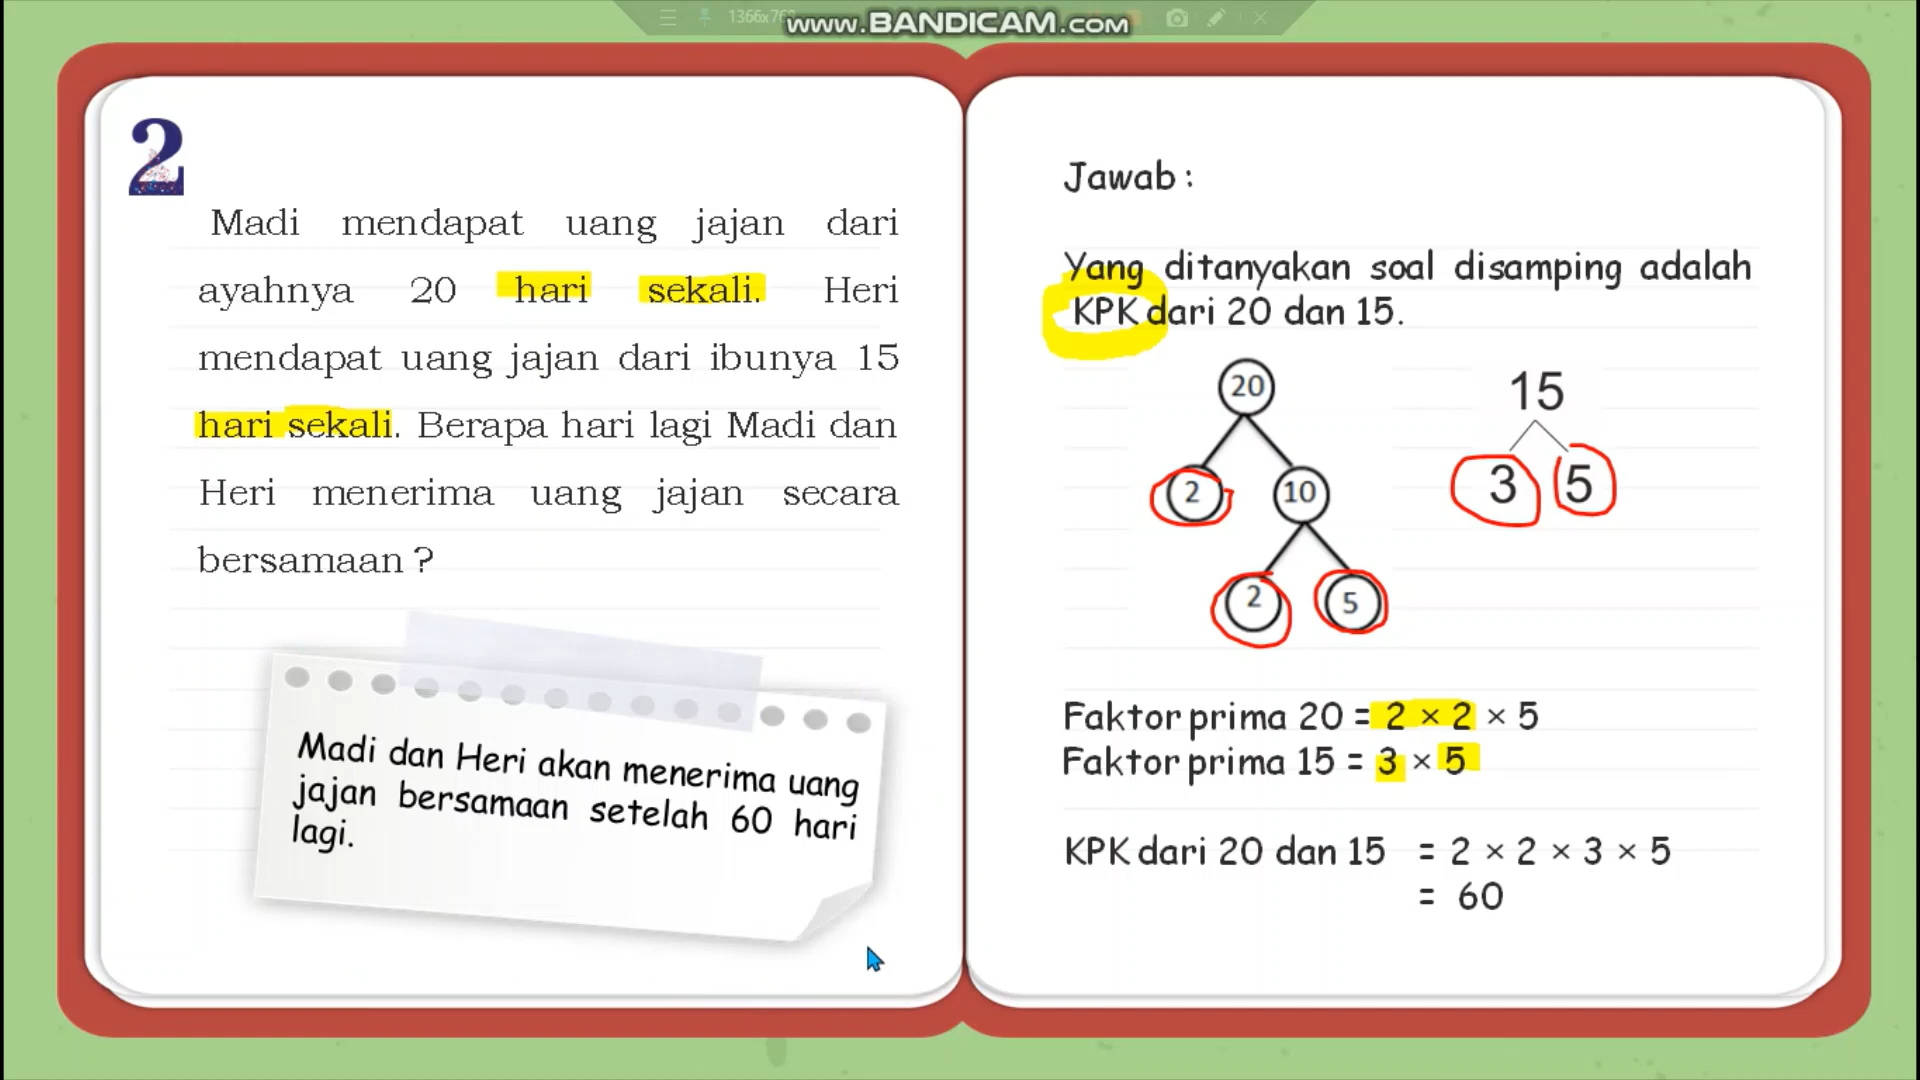 1366x76
www.BANDICAM.com
2
Madi mendapat uang jajan dari
ayahnya 20 hari sekali. Heri
mendapat uang jajan dari ibunya 15
hari sekali. Berapa hari lagi Madi dan
Heri menerima uang jajan secara
bersamaan ?
Madi dan Heri akan menerima uang
jajan bersamaan setelah 60 hari
lagi.
Jawab :
Yang ditanyakan soal disamping adalah
KPK dari 20 dan 15.
20 15
2 10 3 5
2 5
Faktor prima 20 = 2 × 2 × 5
Faktor prima 15 = 3 × 5
KPK dari 20 dan 15 = 2 × 2 × 3 × 5
= 60